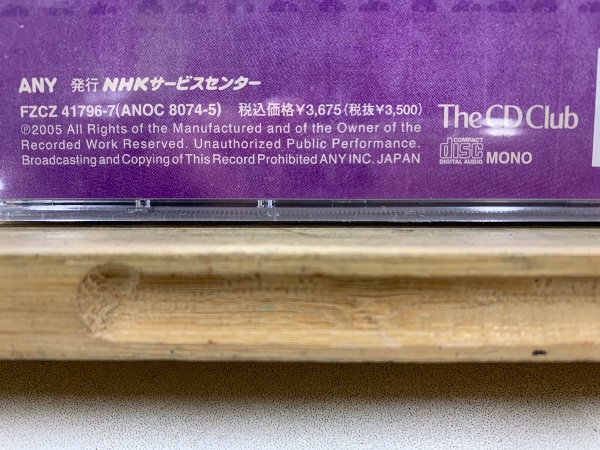 ANY 発行 NHKサービスセンター
FZCZ 41796-7(ANOC 8074-5) 税込価格¥3,675(税抜¥3,500)
℗2005 All Rights of the Manufactured and of the Owner of the
Recorded Work Reserved. Unauthorized Public Performance.
Broadcasting and Copying of This Record Prohibited ANY INC. JAPAN
The CD Club
COMPACT
disc
DIGITAL AUDIO
MONO